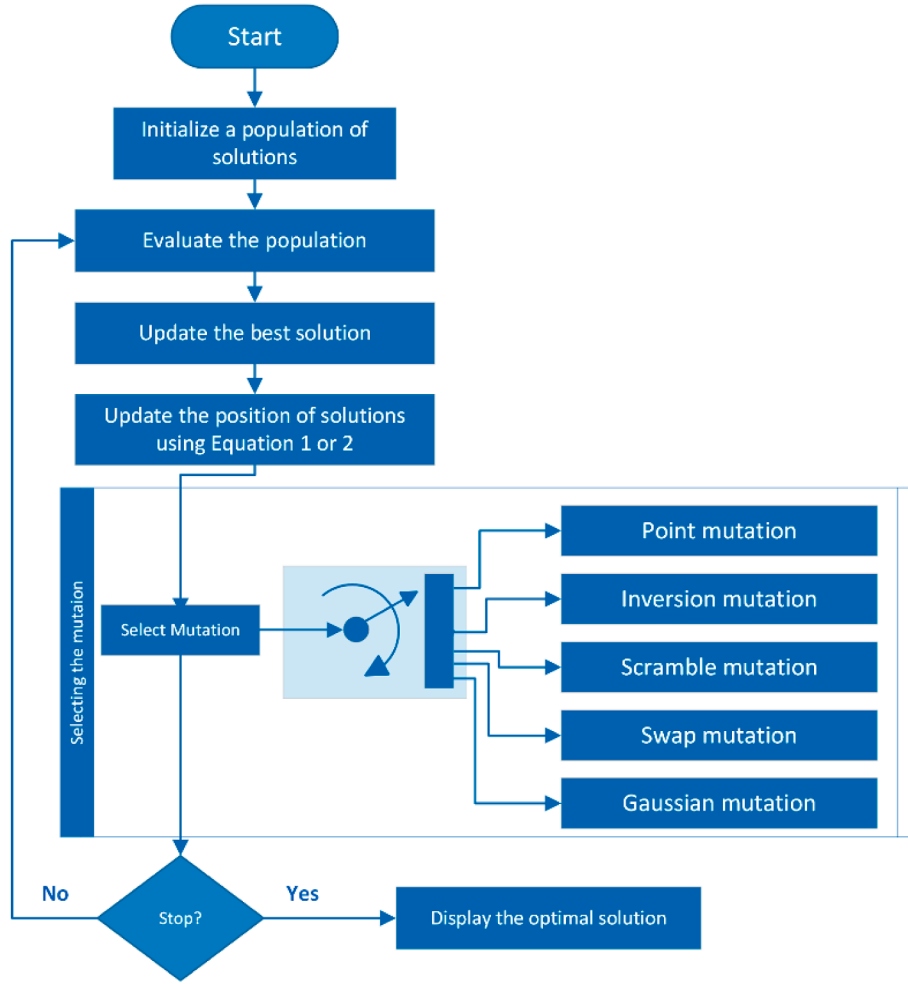 Start
Initialize a population of
solutions
Evaluate the population
Update the best solution
Update the position of solutions
using Equation 1 or 2
Selecting the mutaion
Select Mutation
Point mutation
Inversion mutation
Scramble mutation
Swap mutation
Gaussian mutation
No
Stop?
Yes
Display the optimal solution